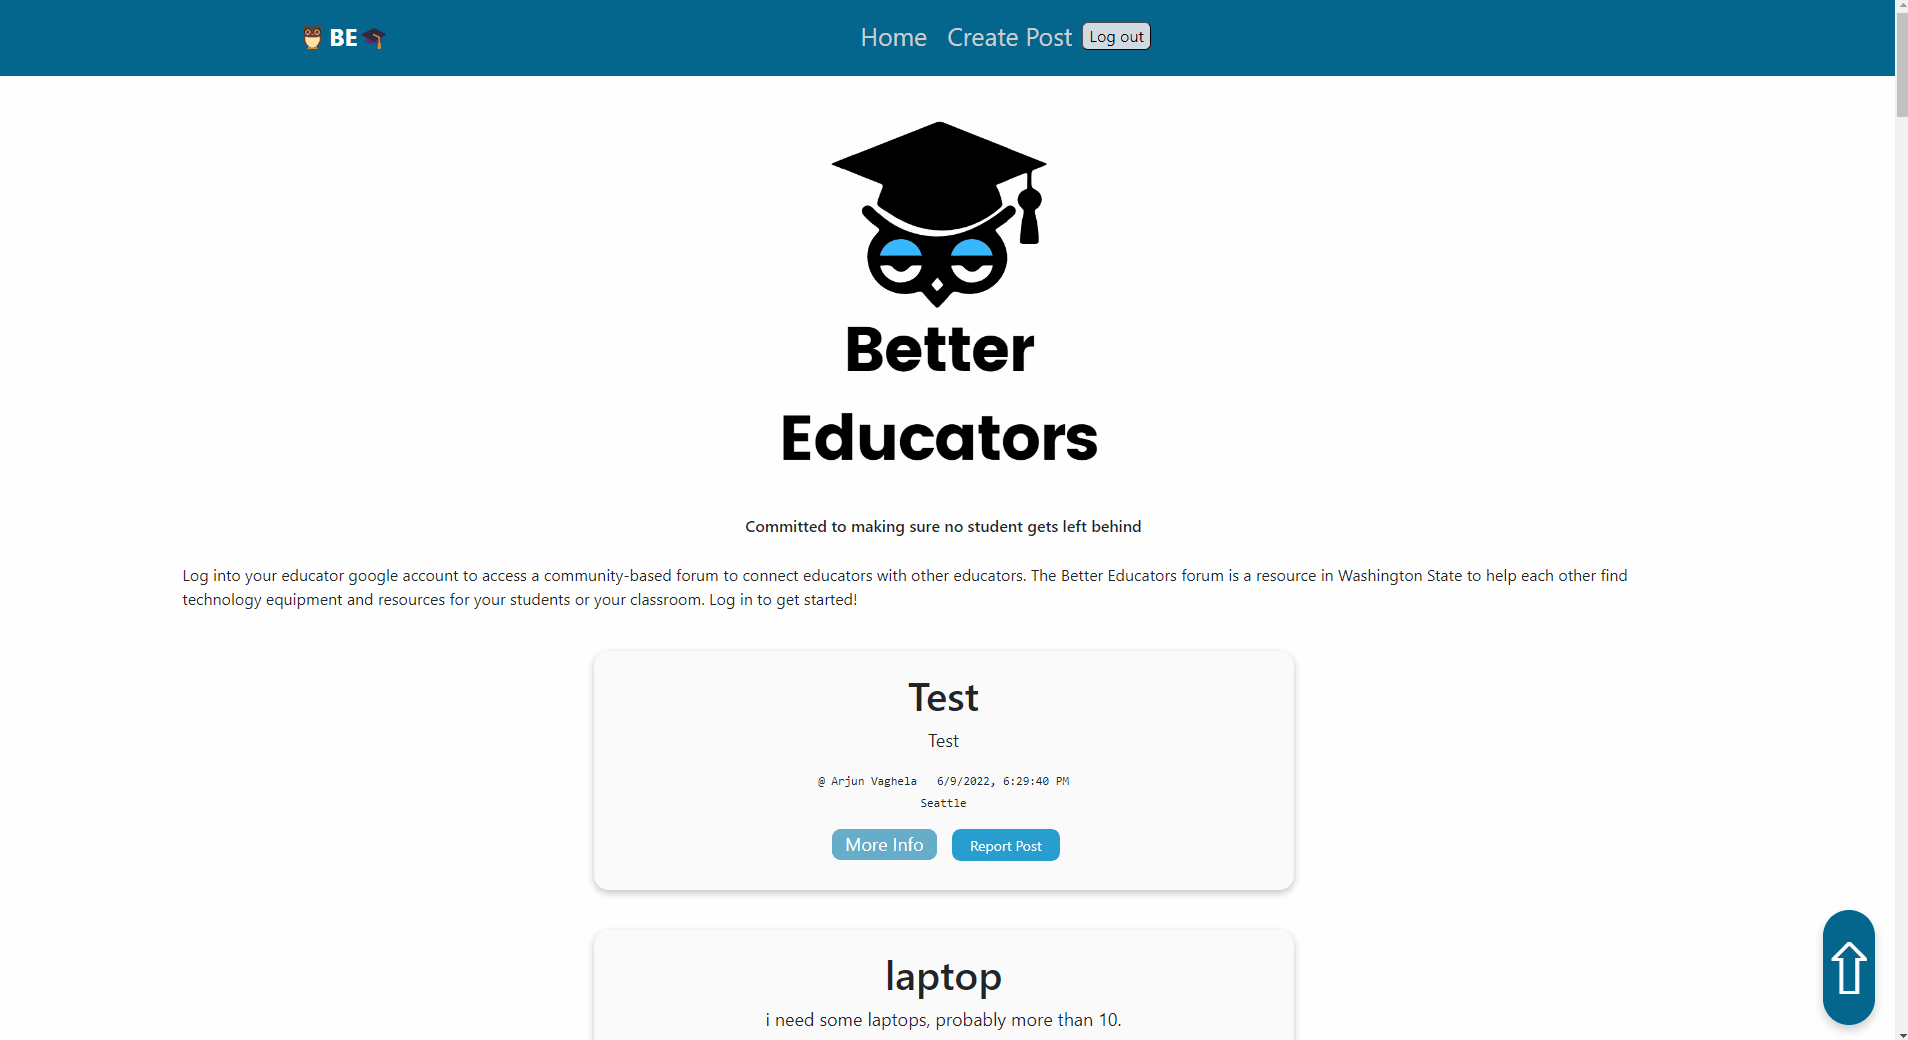 BE
Home Create Post Log out
Better
Educators
Committed to making sure no student gets left behind
Log into your educator google account to access a community-based forum to connect educators with other educators. The Better Educators forum is a resource in Washington State to help each other find
technology equipment and resources for your students or your classroom. Log in to get started!
Test
Test
@ Arjun Vaghela 6/9/2022, 6:29:40 PM
Seattle
More Info Report Post
laptop
i need some laptops, probably more than 10.